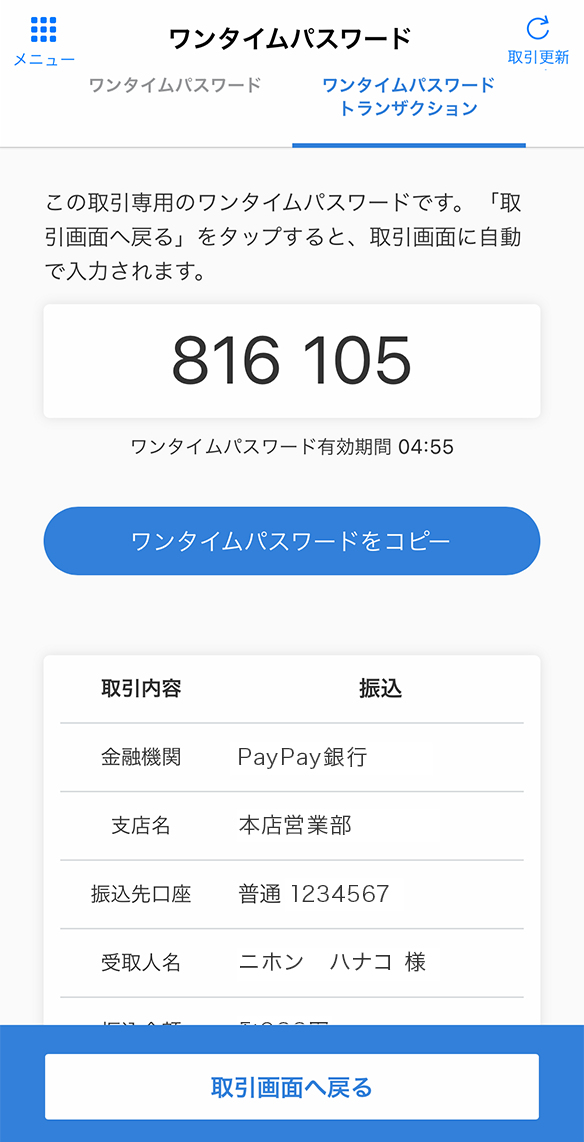 ワンタイムパスワード
メニュー
取引更新
ワンタイムパスワード
ワンタイムパスワード
トランザクション
この取引専用のワンタイムパスワードです。「取
引画面へ戻る」をタップすると、取引画面に自動
で入力されます。
816 105
ワンタイムパスワード有効期間 04:55
ワンタイムパスワードをコピー
取引内容 振込
金融機関 PayPay銀行
支店名 本店営業部
振込先口座 普通 1234567
受取人名 ニホン　ハナコ 様
取引画面へ戻る